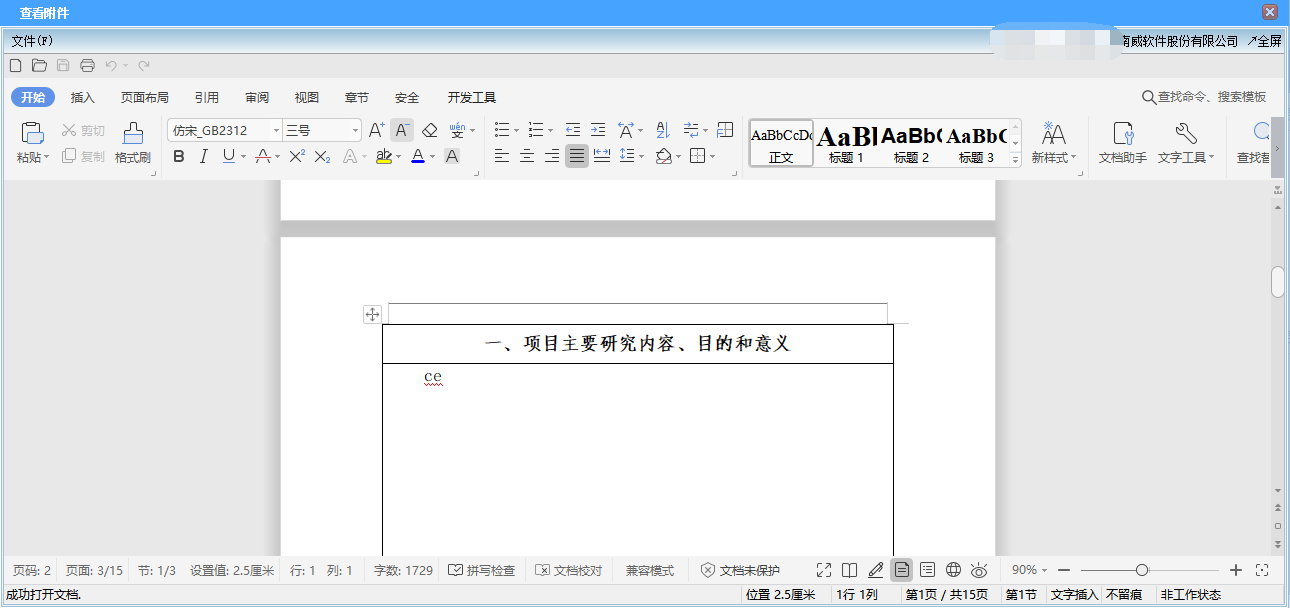 查看附件
文件(F) 南威软件股份有限公司 全屏
开始 插入 页面布局 引用 审阅 视图 章节 安全 开发工具 查找命令、搜索模板
仿宋_GB2312 三号
粘贴 剪切 复制 格式刷
B I U A X² X₂ A ab A A
AaBbCcDd AaBb AaBb( AaBbC
正文 标题 1 标题 2 标题 3 新样式 文档助手 文字工具 查找替
一、项目主要研究内容、目的和意义
ce
页码: 2 页面: 3/15 节: 1/3 设置值: 2.5厘米 行: 1 列: 1 字数: 1729 拼写检查 文档校对 兼容模式 文档未保护 90%
成功打开文档. 位置 2.5厘米 1行 1列 第1页 / 共15页 第1节 文字插入 不留痕 非工作状态